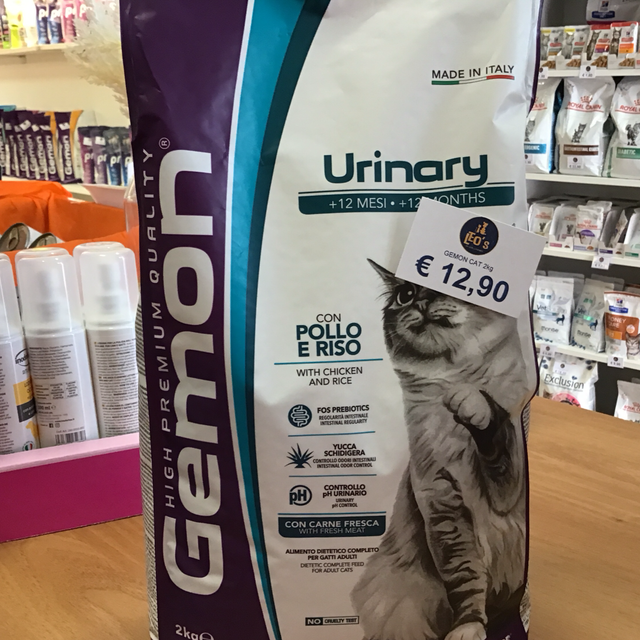 MADE IN ITALY
Urinary
+12 MESI • +12 MONTHS
LEO'S
GEMON CAT 2kg
€ 12,90
HIGH PREMIUM QUALITY
Gemon®
CON
POLLO
E RISO
WITH CHICKEN
AND RICE
FOS PREBIOTICS
REGOLARITÀ INTESTINALE
INTESTINAL REGULARITY
YUCCA
SCHIDIGERA
CONTROLLO ODORI INTESTINALI
INTESTINAL ODOR CONTROL
pH
CONTROLLO
pH URINARIO
URINARY
pH CONTROL
CON CARNE FRESCA
WITH FRESH MEAT
ALIMENTO DIETETICO COMPLETO
PER GATTI ADULTI
DIETETIC COMPLETE FEED
FOR ADULT CATS
NO CRUELTY TEST
2kg ℮
ROYAL CANIN
Exclusion
Hill's